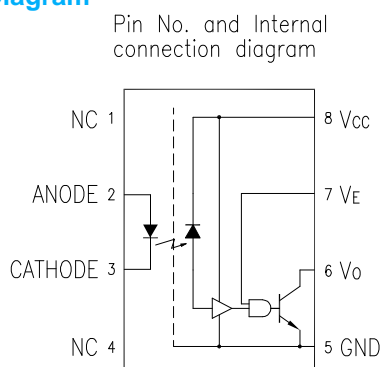 Pin No. and Internal
connection diagram
NC 1
8 Vcc
ANODE 2
7 VE
CATHODE 3
6 Vo
NC 4
5 GND